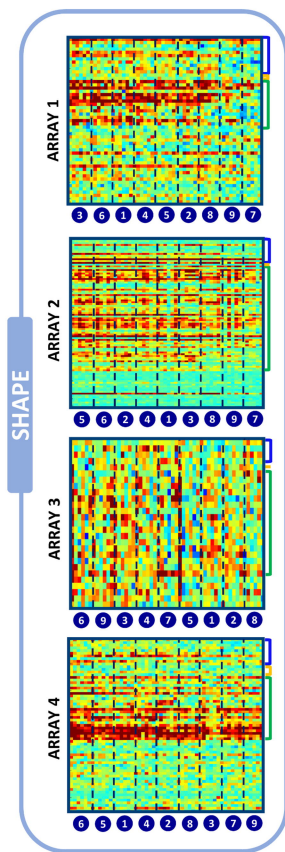 SHAPE
ARRAY 1
3 6 1 4 5 2 8 9 7
ARRAY 2
5 6 2 4 1 3 8 9 7
ARRAY 3
6 9 3 4 7 5 1 2 8
ARRAY 4
6 5 1 4 8 2 3 7 9